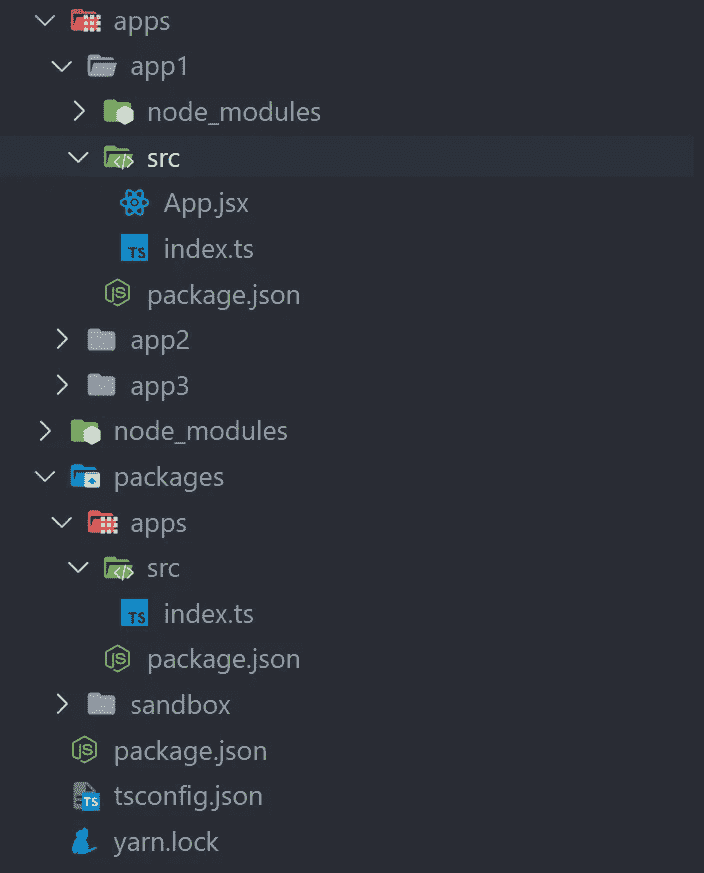 apps
app1
node_modules
src
App.jsx
index.ts
package.json
app2
app3
node_modules
packages
apps
src
index.ts
package.json
sandbox
package.json
tsconfig.json
yarn.lock